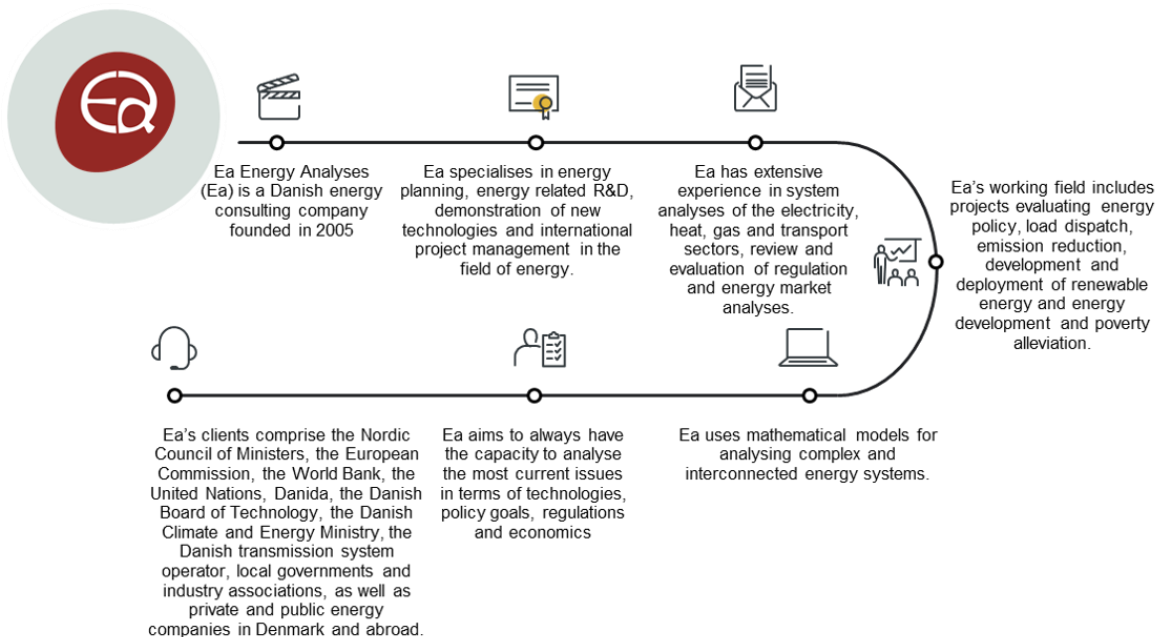 Ea
Ea Energy Analyses
(Ea) is a Danish energy
consulting company
founded in 2005
Ea specialises in energy
planning, energy related R&D,
demonstration of new
technologies and international
project management in the
field of energy.
Ea has extensive
experience in system
analyses of the electricity,
heat, gas and transport
sectors, review and
evaluation of regulation
and energy market
analyses.
Ea's working field includes
projects evaluating energy
policy, load dispatch,
emission reduction,
development and
deployment of renewable
energy and energy
development and poverty
alleviation.
Ea uses mathematical models for
analysing complex and
interconnected energy systems.
Ea aims to always have
the capacity to analyse
the most current issues
in terms of technologies,
policy goals, regulations
and economics
Ea's clients comprise the Nordic
Council of Ministers, the European
Commission, the World Bank, the
United Nations, Danida, the Danish
Board of Technology, the Danish
Climate and Energy Ministry, the
Danish transmission system
operator, local governments and
industry associations, as well as
private and public energy
companies in Denmark and abroad.